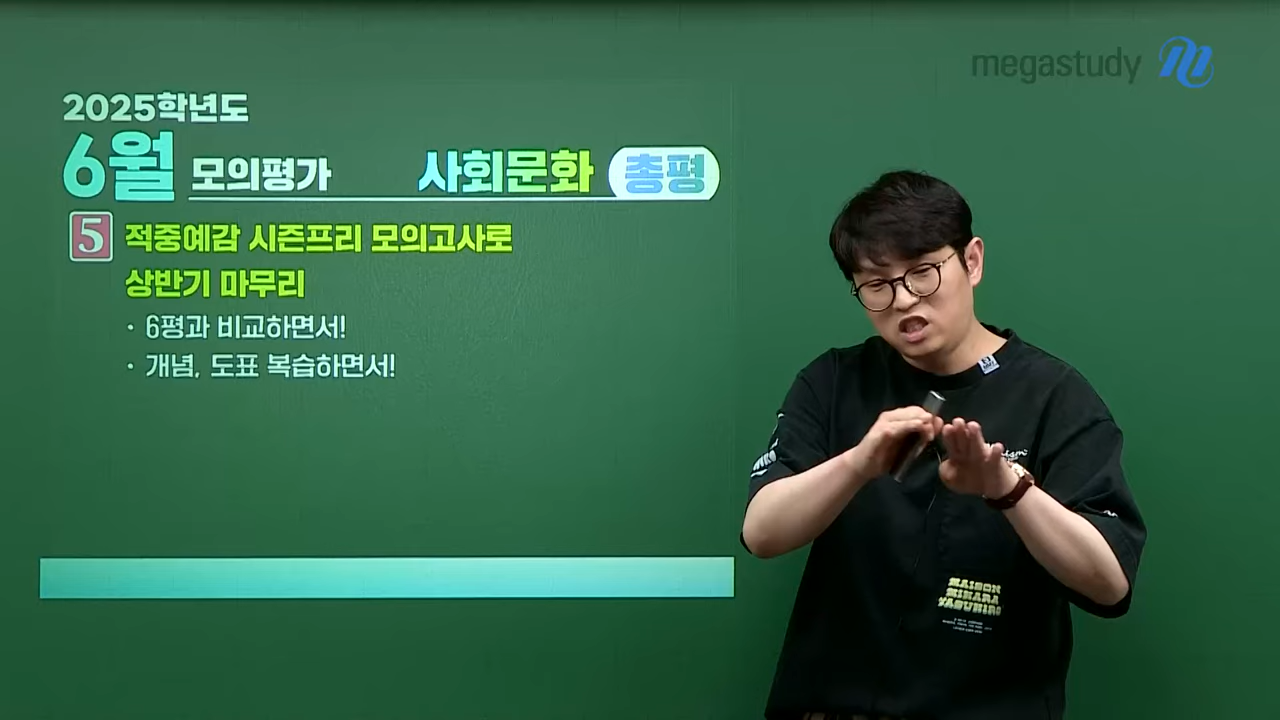 megastudy
2025학년도
6월 모의평가 사회문화 총평
5 적중예감 시즌프리 모의고사로
상반기 마무리
· 6평과 비교하면서!
· 개념, 도표 복습하면서!
MAISON
MIHARA
YASUHIRO